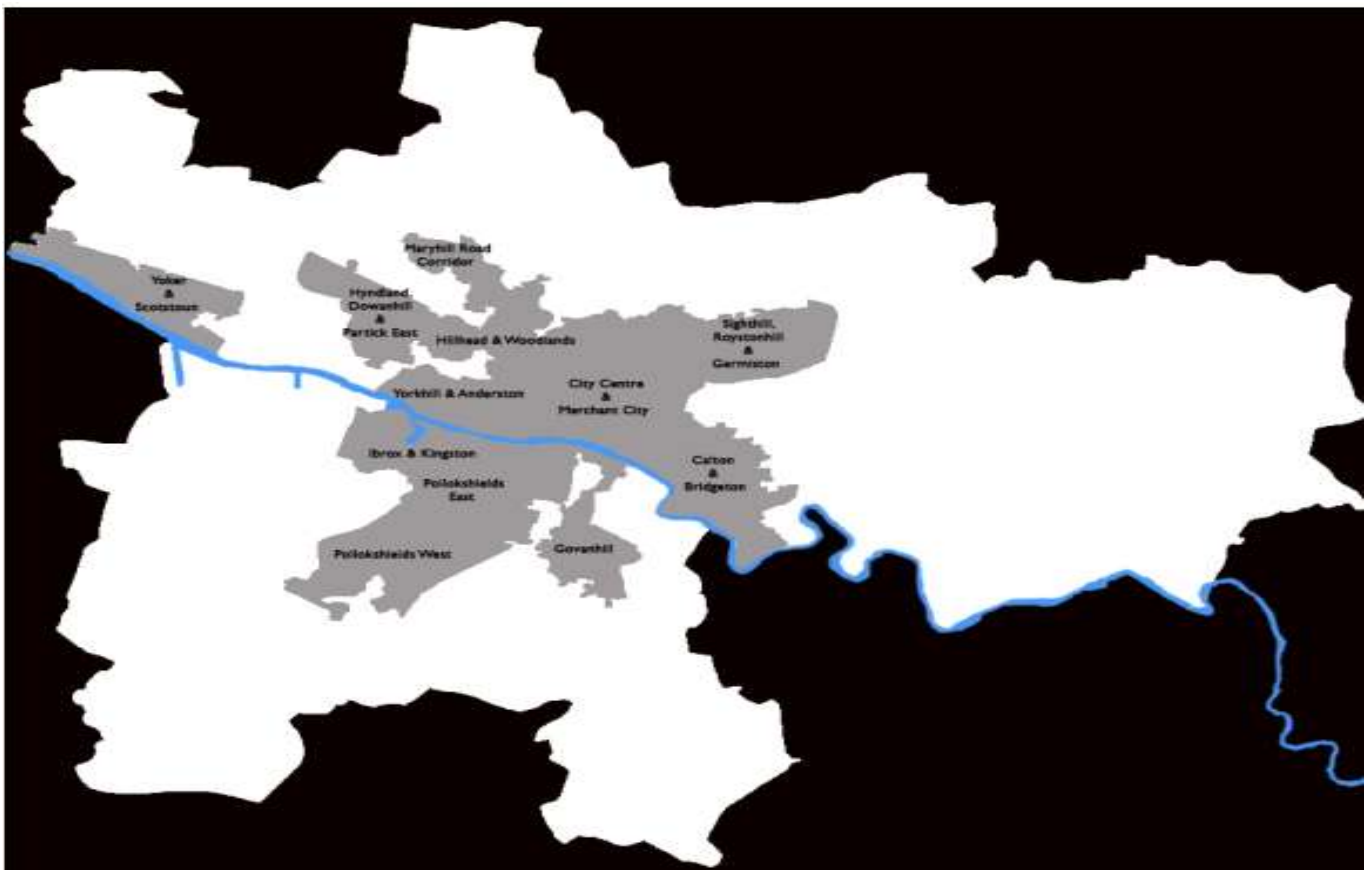 Maryhill Road
Corridor
Yoker
&
Scotstoun
Hyndland,
Dowanhill
&
Partick East
Hillhead & Woodlands
Sighthill,
Roystonhill
&
Germiston
Yorkhill & Anderston
City Centre
&
Merchant City
Ibrox & Kingston
Calton
&
Bridgeton
Pollokshields
East
Pollokshields West
Govanhill